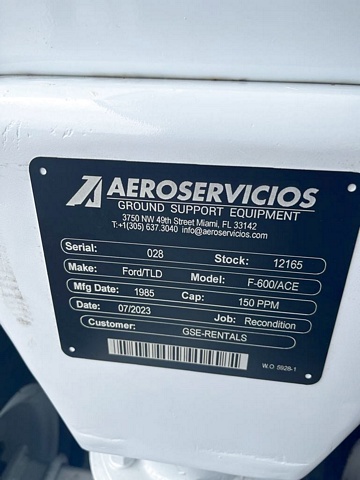 AEROSERVICIOS
GROUND SUPPORT EQUIPMENT
3750 NW 49th Street Miami, FL 33142
T:+1(305) 637.3040 info@aeroservicios.com
Serial: 028 Stock: 12165
Make: Ford/TLD Model: F-600/ACE
Mfg Date: 1985 Cap: 150 PPM
Date: 07/2023 Job: Recondition
Customer: GSE-RENTALS
W.O. 5928-1